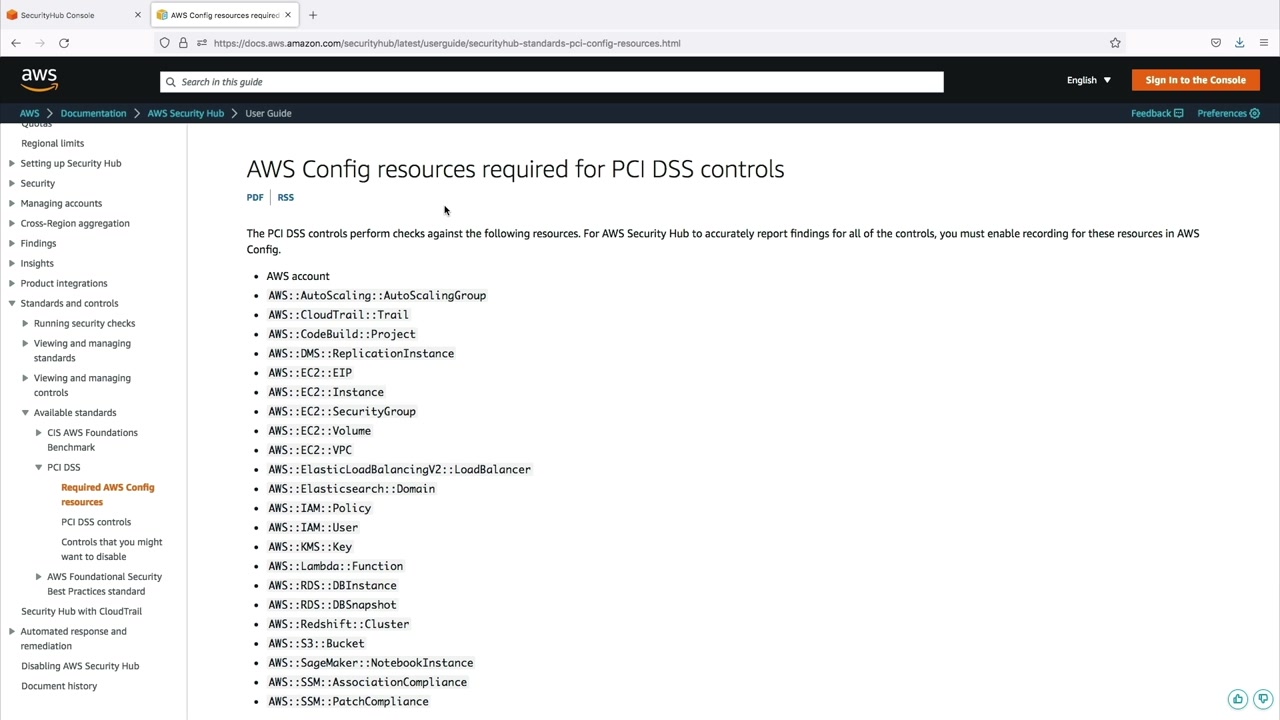 SecurityHub Console
AWS Config resources required
https://docs.aws.amazon.com/securityhub/latest/userguide/securityhub-standards-pci-config-resources.html
aws
Search in this guide
English
Sign In to the Console
AWS
Documentation
AWS Security Hub
User Guide
Feedback
Preferences
Quotas
Regional limits
Setting up Security Hub
Security
Managing accounts
Cross-Region aggregation
Findings
Insights
Product integrations
Standards and controls
Running security checks
Viewing and managing
standards
Viewing and managing
controls
Available standards
CIS AWS Foundations
Benchmark
PCI DSS
Required AWS Config
resources
PCI DSS controls
Controls that you might
want to disable
AWS Foundational Security
Best Practices standard
Security Hub with CloudTrail
Automated response and
remediation
Disabling AWS Security Hub
Document history
AWS Config resources required for PCI DSS controls
PDF
RSS
The PCI DSS controls perform checks against the following resources. For AWS Security Hub to accurately report findings for all of the controls, you must enable recording for these resources in AWS
Config.
AWS account
AWS::AutoScaling::AutoScalingGroup
AWS::CloudTrail::Trail
AWS::CodeBuild::Project
AWS::DMS::ReplicationInstance
AWS::EC2::EIP
AWS::EC2::Instance
AWS::EC2::SecurityGroup
AWS::EC2::Volume
AWS::EC2::VPC
AWS::ElasticLoadBalancingV2::LoadBalancer
AWS::Elasticsearch::Domain
AWS::IAM::Policy
AWS::IAM::User
AWS::KMS::Key
AWS::Lambda::Function
AWS::RDS::DBInstance
AWS::RDS::DBSnapshot
AWS::Redshift::Cluster
AWS::S3::Bucket
AWS::SageMaker::NotebookInstance
AWS::SSM::AssociationCompliance
AWS::SSM::PatchCompliance